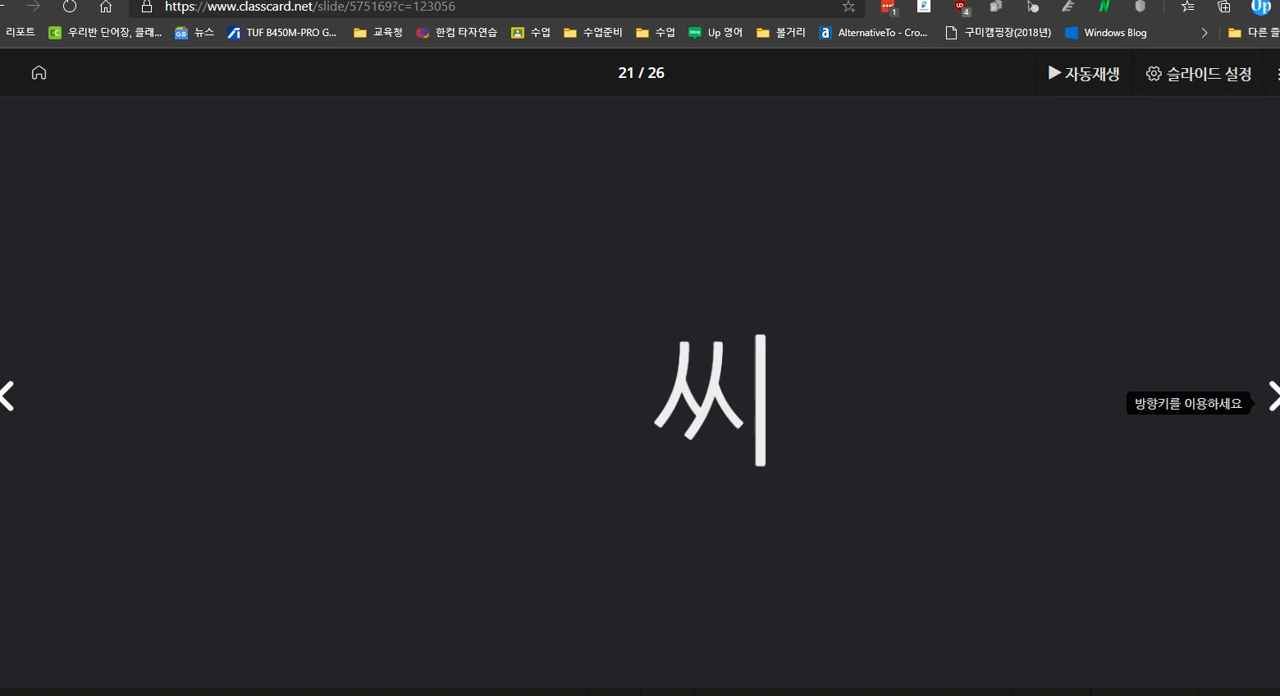 https://www.classcard.net/slide/575169?c=123056
1
4
Up
리포트 우리반 단어장, 클래... 뉴스 TUF B450M-PRO G... 교육청 한컴 타자연습 수업 수업준비 수업 Up 영어 볼거리 AlternativeTo - Cro... 구미캠핑장(2018년) Windows Blog 다른 즐
21 / 26
자동재생
슬라이드 설정
씨
방향키를 이용하세요